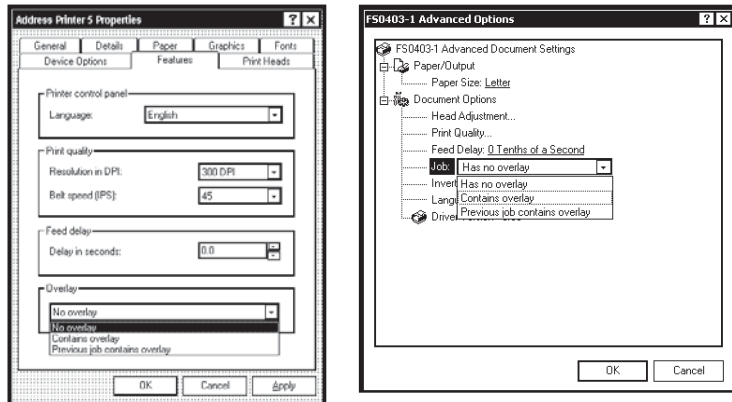 Address Printer 5 Properties
? X
General Details Paper Graphics Fonts
Device Options Features Print Heads
Printer control panel
Language: English
Print quality
Resolution in DPI: 300 DPI
Belt speed (IPS): 45
Feed delay
Delay in seconds: 0.0
Overlay
No overlay
No overlay
Contains overlay
Previous job contains overlay
OK Cancel Apply
FS0403-1 Advanced Options
? X
FS0403-1 Advanced Document Settings
Paper/Output
Paper Size: Letter
Document Options
Head Adjustment...
Print Quality...
Feed Delay: 0 Tenths of a Second
Job: Has no overlay
Invert Has no overlay
Langu Contains overlay
Drive Previous job contains overlay
OK Cancel